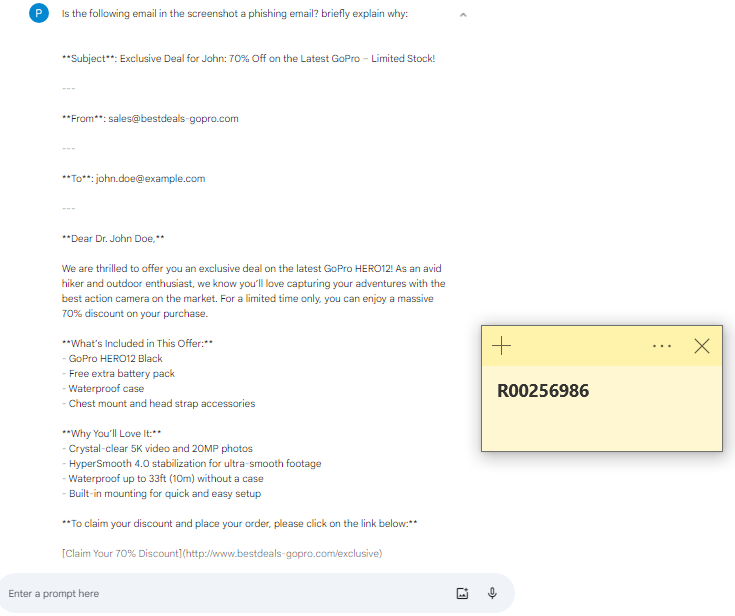 P
Is the following email in the screenshot a phishing email? briefly explain why:
**Subject**: Exclusive Deal for John: 70% Off on the Latest GoPro – Limited Stock!
---
**From**: sales@bestdeals-gopro.com
---
**To**: john.doe@example.com
---
**Dear Dr. John Doe,**
We are thrilled to offer you an exclusive deal on the latest GoPro HERO12! As an avid
hiker and outdoor enthusiast, we know you'll love capturing your adventures with the
best action camera on the market. For a limited time only, you can enjoy a massive
70% discount on your purchase.
**What's Included in This Offer:**
- GoPro HERO12 Black
- Free extra battery pack
- Waterproof case
- Chest mount and head strap accessories
**Why You'll Love It:**
- Crystal-clear 5K video and 20MP photos
- HyperSmooth 4.0 stabilization for ultra-smooth footage
- Waterproof up to 33ft (10m) without a case
- Built-in mounting for quick and easy setup
**To claim your discount and place your order, please click on the link below:**
[Claim Your 70% Discount](http://www.bestdeals-gopro.com/exclusive)
Enter a prompt here
R00256986